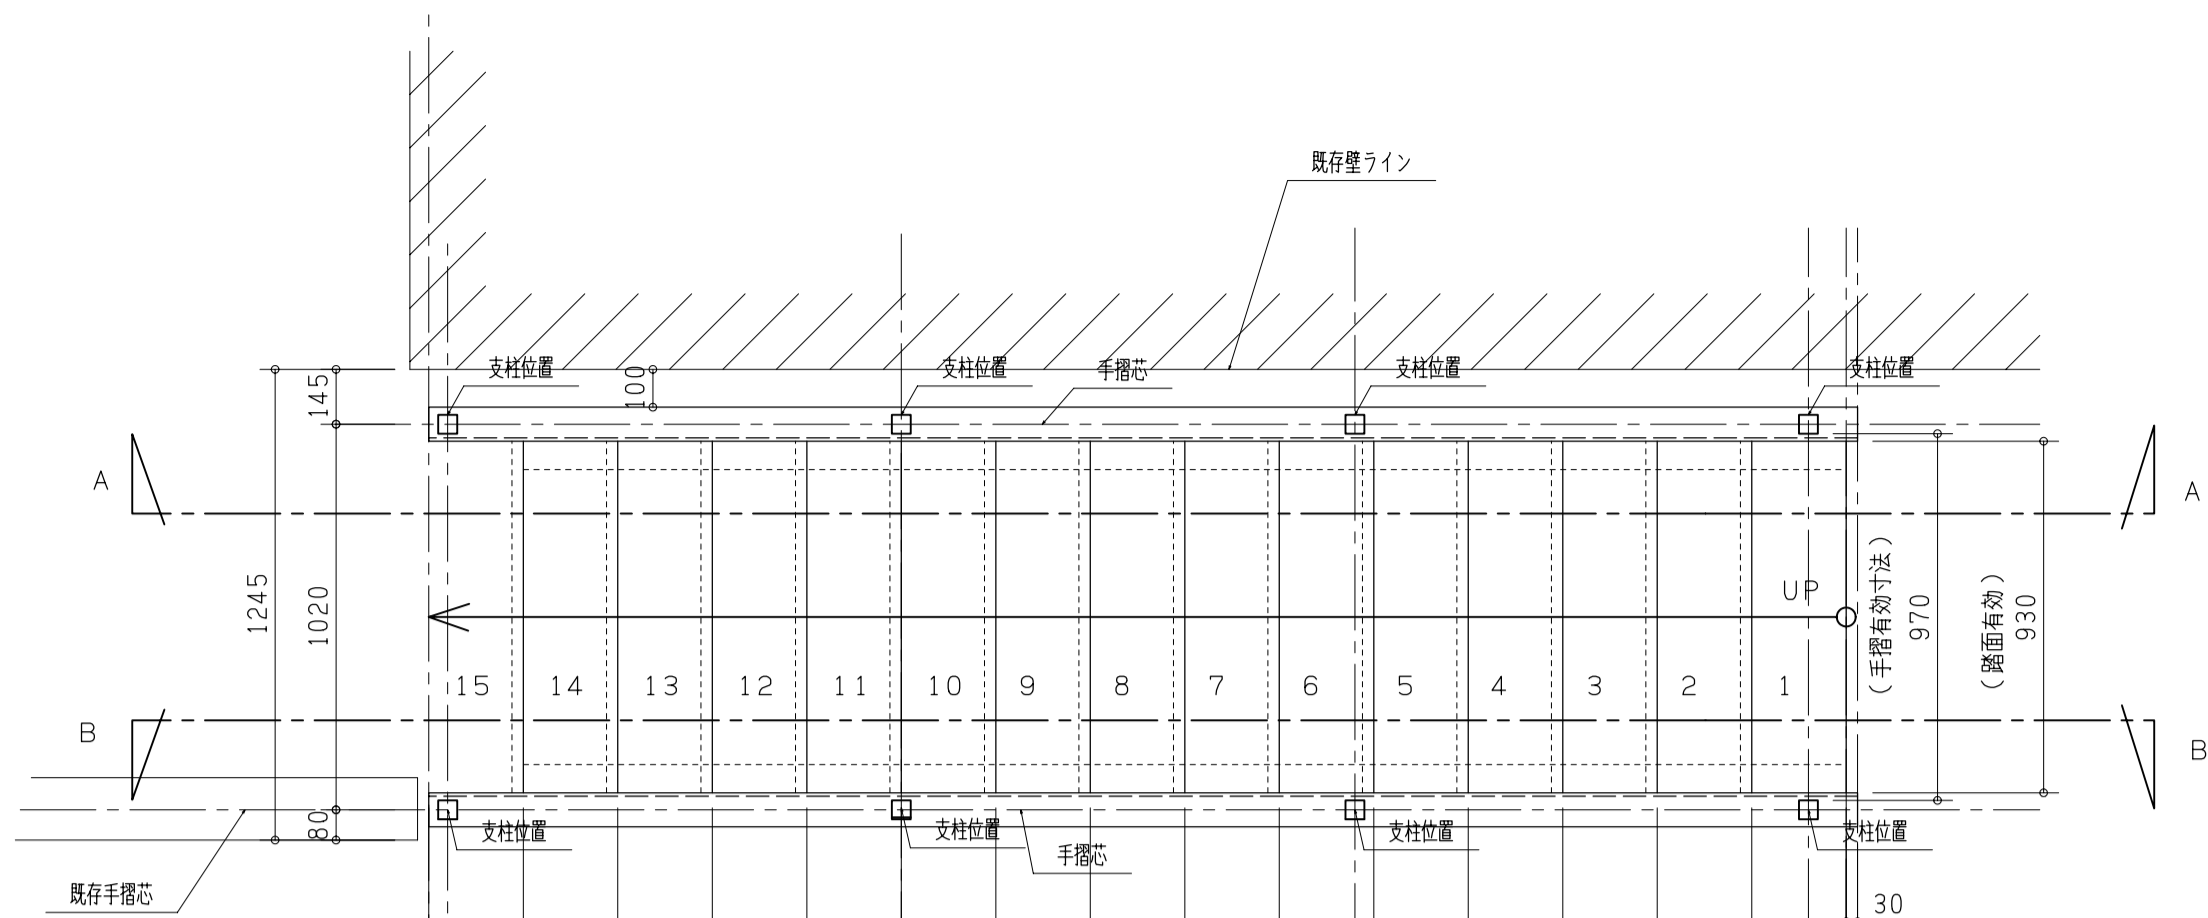 既存壁ライン
支柱位置
支柱位置
手摺芯
支柱位置
支柱位置
145
100
A
A
1245
1020
UP
(手摺有効寸法)
970
(踏面有効)
930
15 14 13 12 11 10 9 8 7 6 5 4 3 2 1
B
B
80
支柱位置
支柱位置
手摺芯
支柱位置
支柱位置
既存手摺芯
30